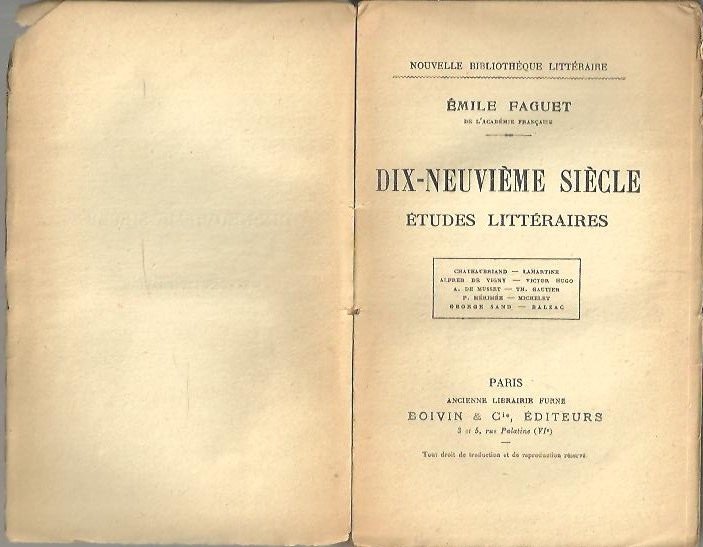 NOUVELLE BIBLIOTHÈQUE LITTÉRAIRE
ÉMILE FAGUET
DE L'ACADÉMIE FRANÇAISE
DIX-NEUVIÈME SIÈCLE
ÉTUDES LITTÉRAIRES
CHATEAUBRIAND — LAMARTINE
ALFRED DE VIGNY — VICTOR HUGO
A. DE MUSSET — TH. GAUTIER
P. MÉRIMÉE — MICHELET
GEORGE SAND — BALZAC
PARIS
ANCIENNE LIBRAIRIE FURNE
BOIVIN & Cie, ÉDITEURS
3 et 5, rue Palatine (VIe)
Tout droit de traduction et de reproduction réservé